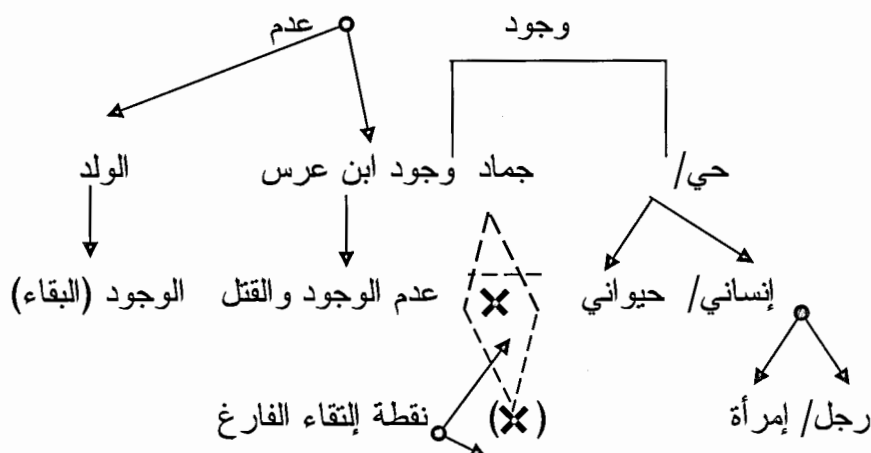 وجود عدم
حي/ جماد وجود ابن عرس الولد
إنساني/ حيواني عدم الوجود والقتل الوجود (البقاء)
رجل/ إمرأة (×) نقطة إلتقاء الفارغ